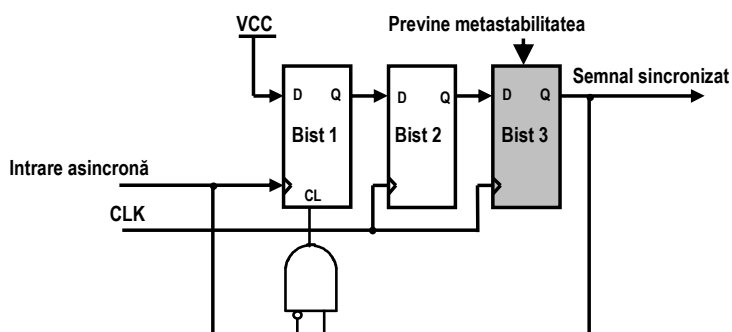 VCC
Previne metastabilitatea
Semnal sincronizat
D Q
D Q
D Q
Bist 1
Bist 2
Bist 3
Intrare asincronă
CL
CLK